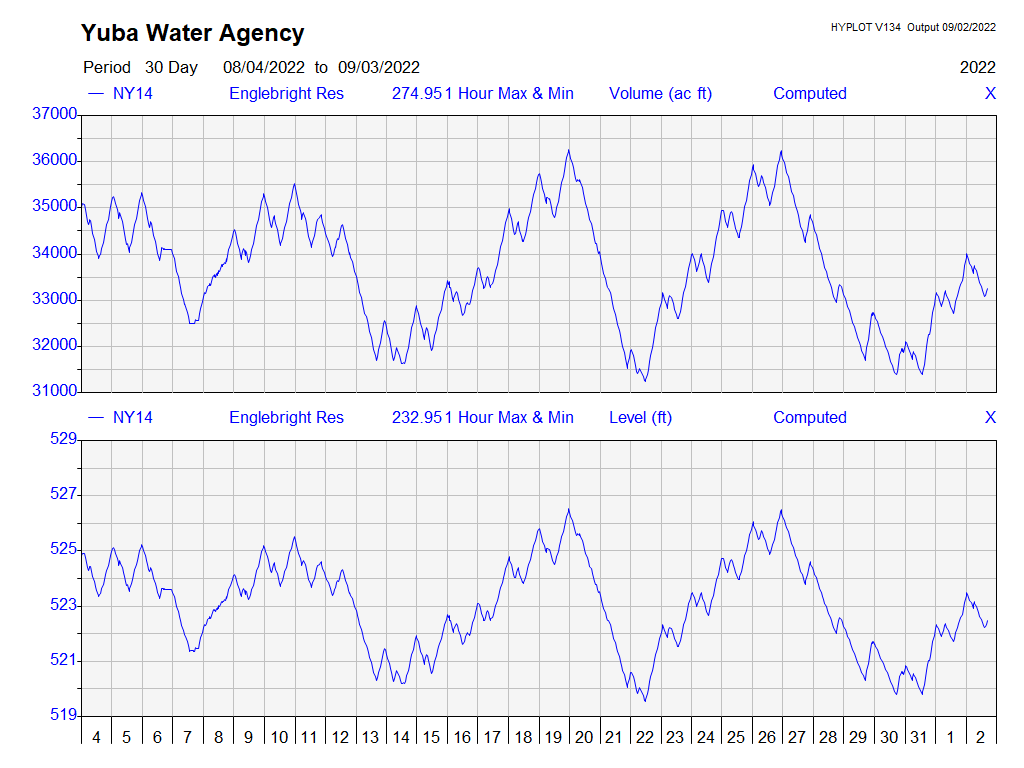 Yuba Water Agency
HYPLOT V134 Output 09/02/2022
Period 30 Day 08/04/2022 to 09/03/2022 2022
NY14 Englebright Res 274.951 Hour Max & Min Volume (ac ft) Computed X
37000
36000
35000
34000
33000
32000
31000
NY14 Englebright Res 232.951 Hour Max & Min Level (ft) Computed X
529
527
525
523
521
519
4 5 6 7 8 9 10 11 12 13 14 15 16 17 18 19 20 21 22 23 24 25 26 27 28 29 30 31 1 2